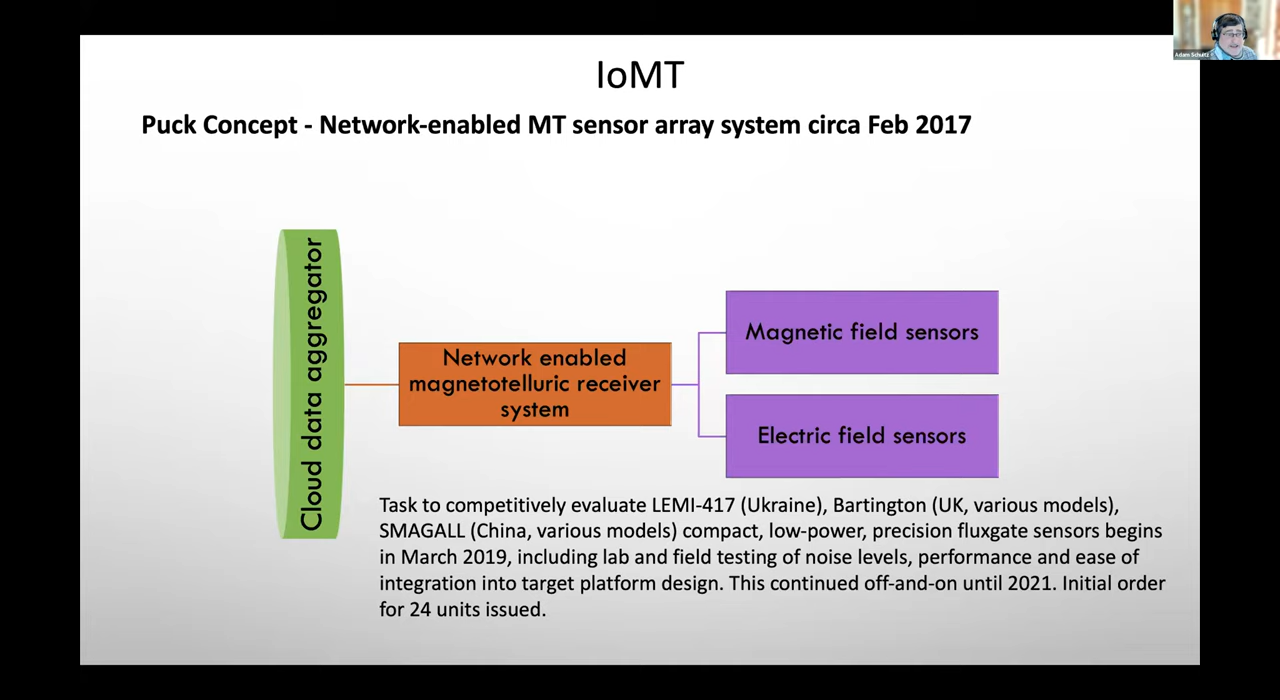 Adam Schultz
IoMT
Puck Concept - Network-enabled MT sensor array system circa Feb 2017
Cloud data aggregator
Network enabled
magnetotelluric receiver
system
Magnetic field sensors
Electric field sensors
Task to competitively evaluate LEMI-417 (Ukraine), Bartington (UK, various models),
SMAGALL (China, various models) compact, low-power, precision fluxgate sensors begins
in March 2019, including lab and field testing of noise levels, performance and ease of
integration into target platform design. This continued off-and-on until 2021. Initial order
for 24 units issued.